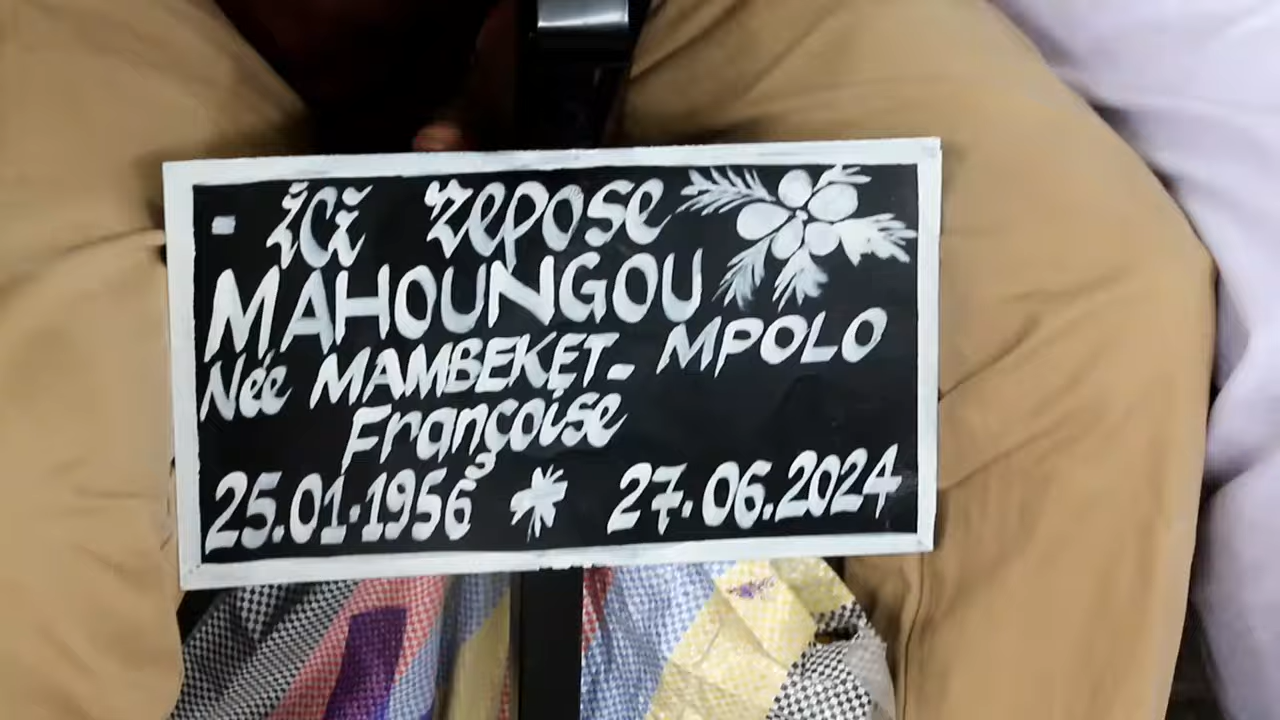 - ici repose
MAHOUNGOU
Née MAMBEKET - MPOLO
Françoise
25.01.1956 * 27.06.2024